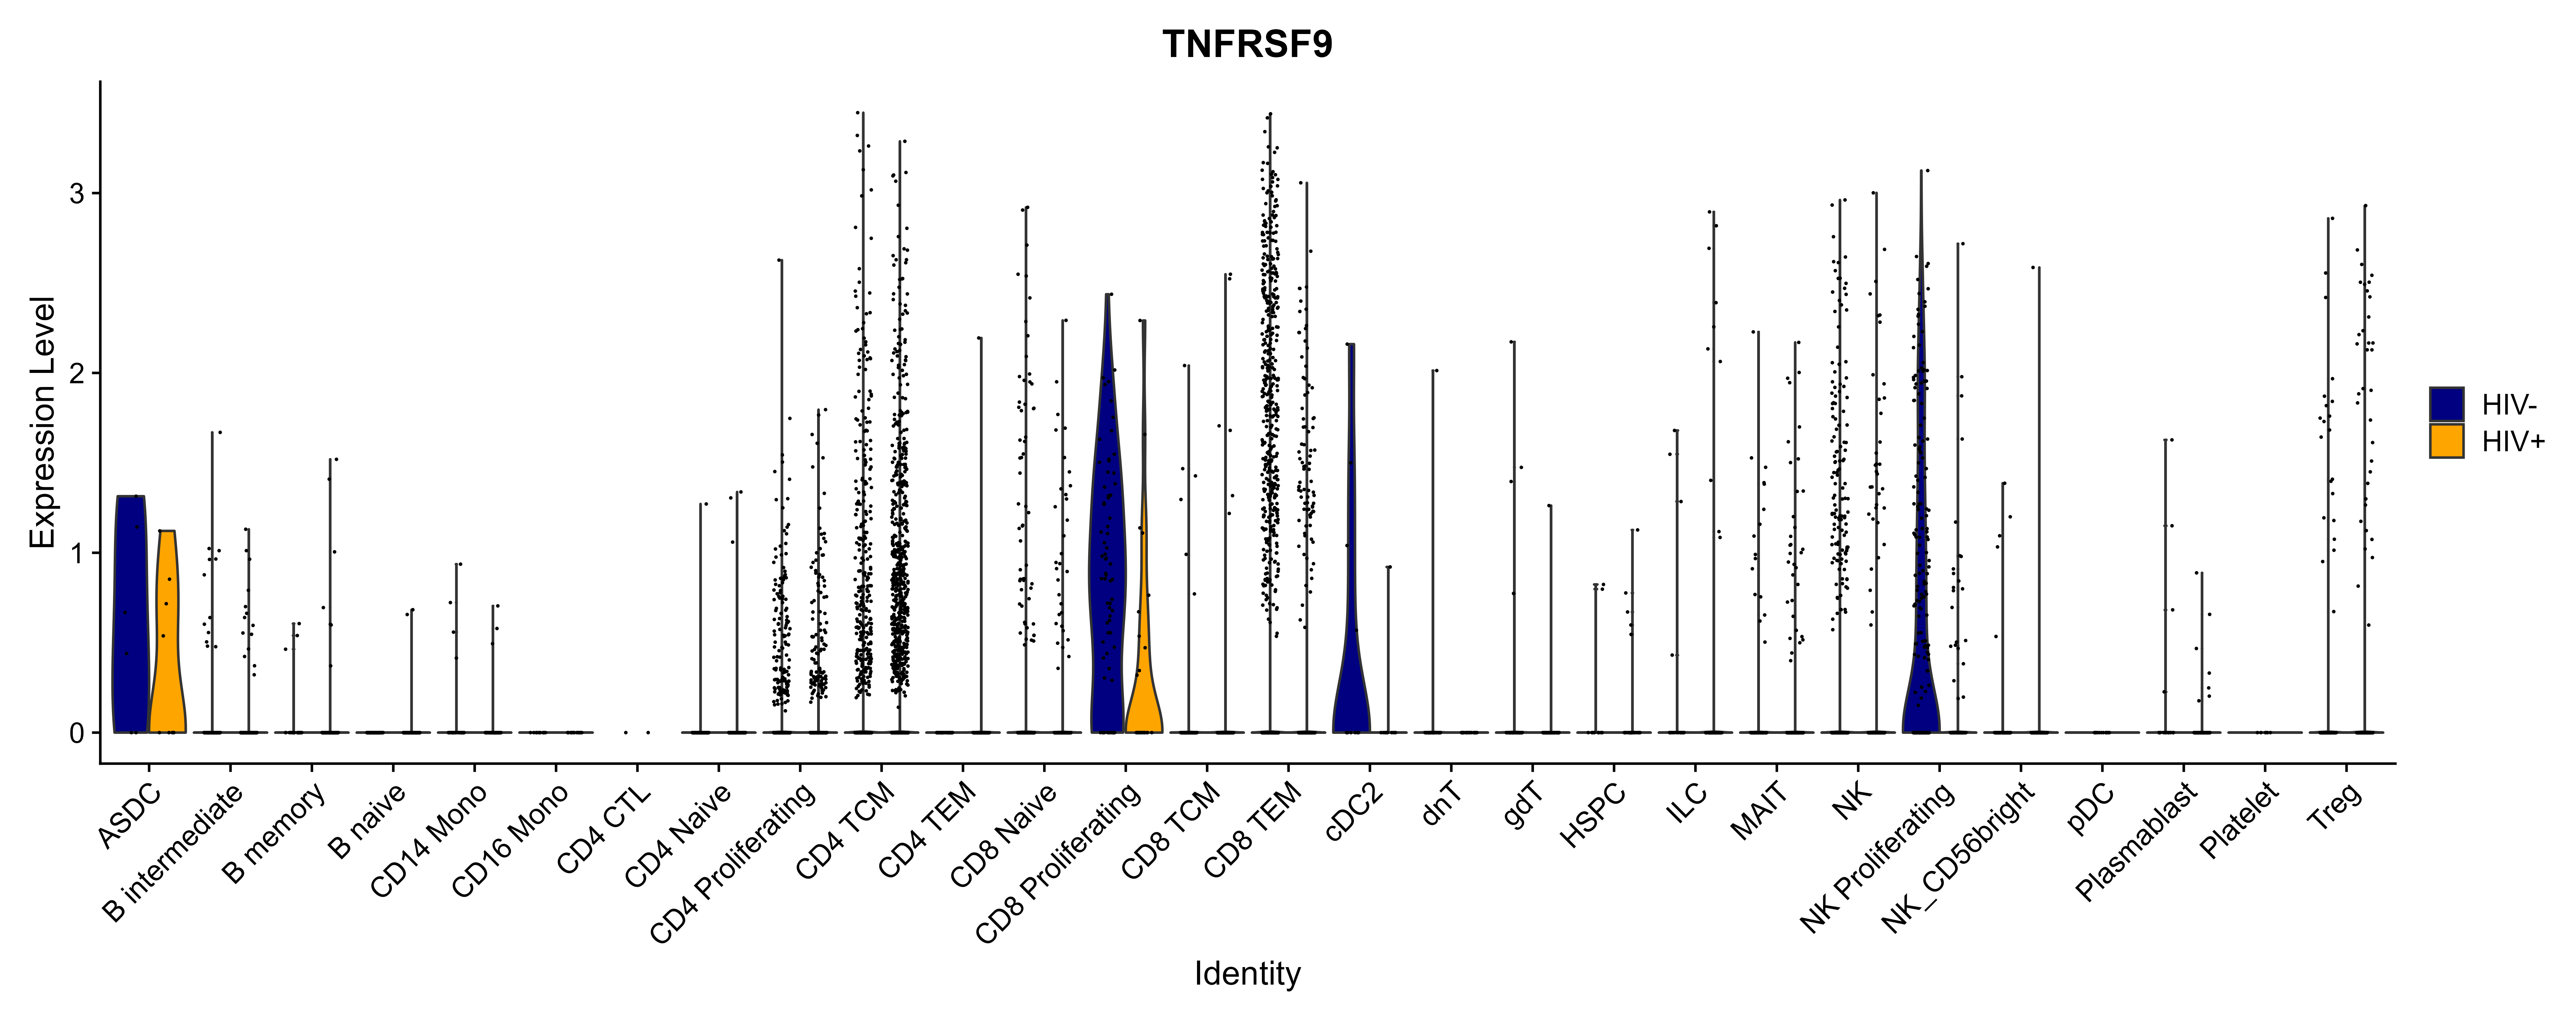 TNFRSF9
Expression Level
3
2
1
0
ASDC
B intermediate
B memory
B naive
CD14 Mono
CD16 Mono
CD4 CTL
CD4 Naive
CD4 Proliferating
CD4 TCM
CD4 TEM
CD8 Naive
CD8 Proliferating
CD8 TCM
CD8 TEM
cDC2
dnT
gdT
HSPC
ILC
MAIT
NK
NK Proliferating
NK_CD56bright
pDC
Plasmablast
Platelet
Treg
Identity
HIV-
HIV+